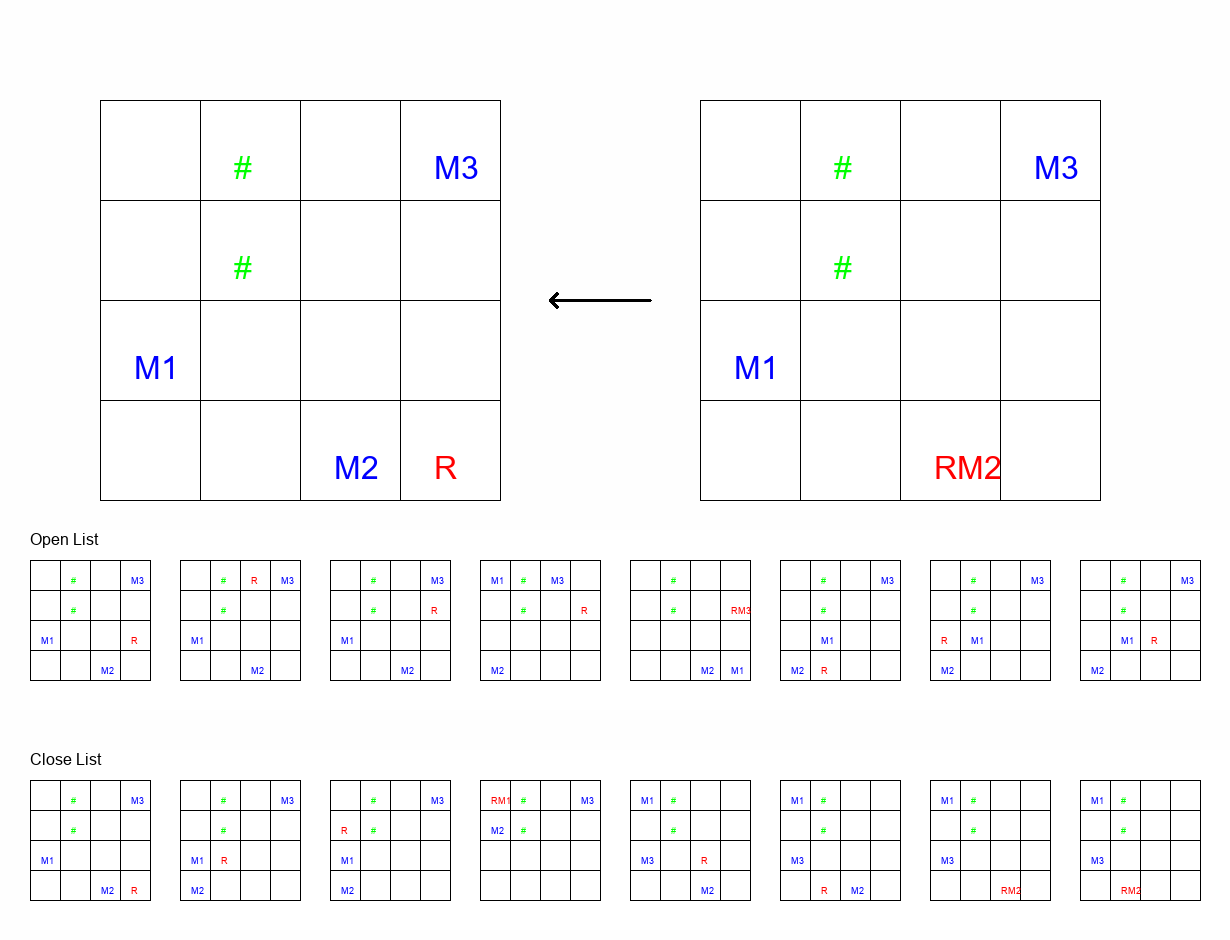 # M3 # M3
# #
M1 M1
M2 R RM2
Open List
# M3 # R M3 # M3 M1 # M3 # # M3 # M3 # M3
# # # R # R # RM3 # # #
M1 R M1 M1 M1 R M1 M1 R
M2 M2 M2 M2 M2 M1 M2 R M2 M2
Close List
# M3 # M3 # M3 RM1 # M3 M1 # M1 # M1 # M1 #
# # R # M2 # # # # #
M1 M1 R M1 M3 R M3 M3 M3
M2 R M2 M2 M2 R M2 RM2 RM2